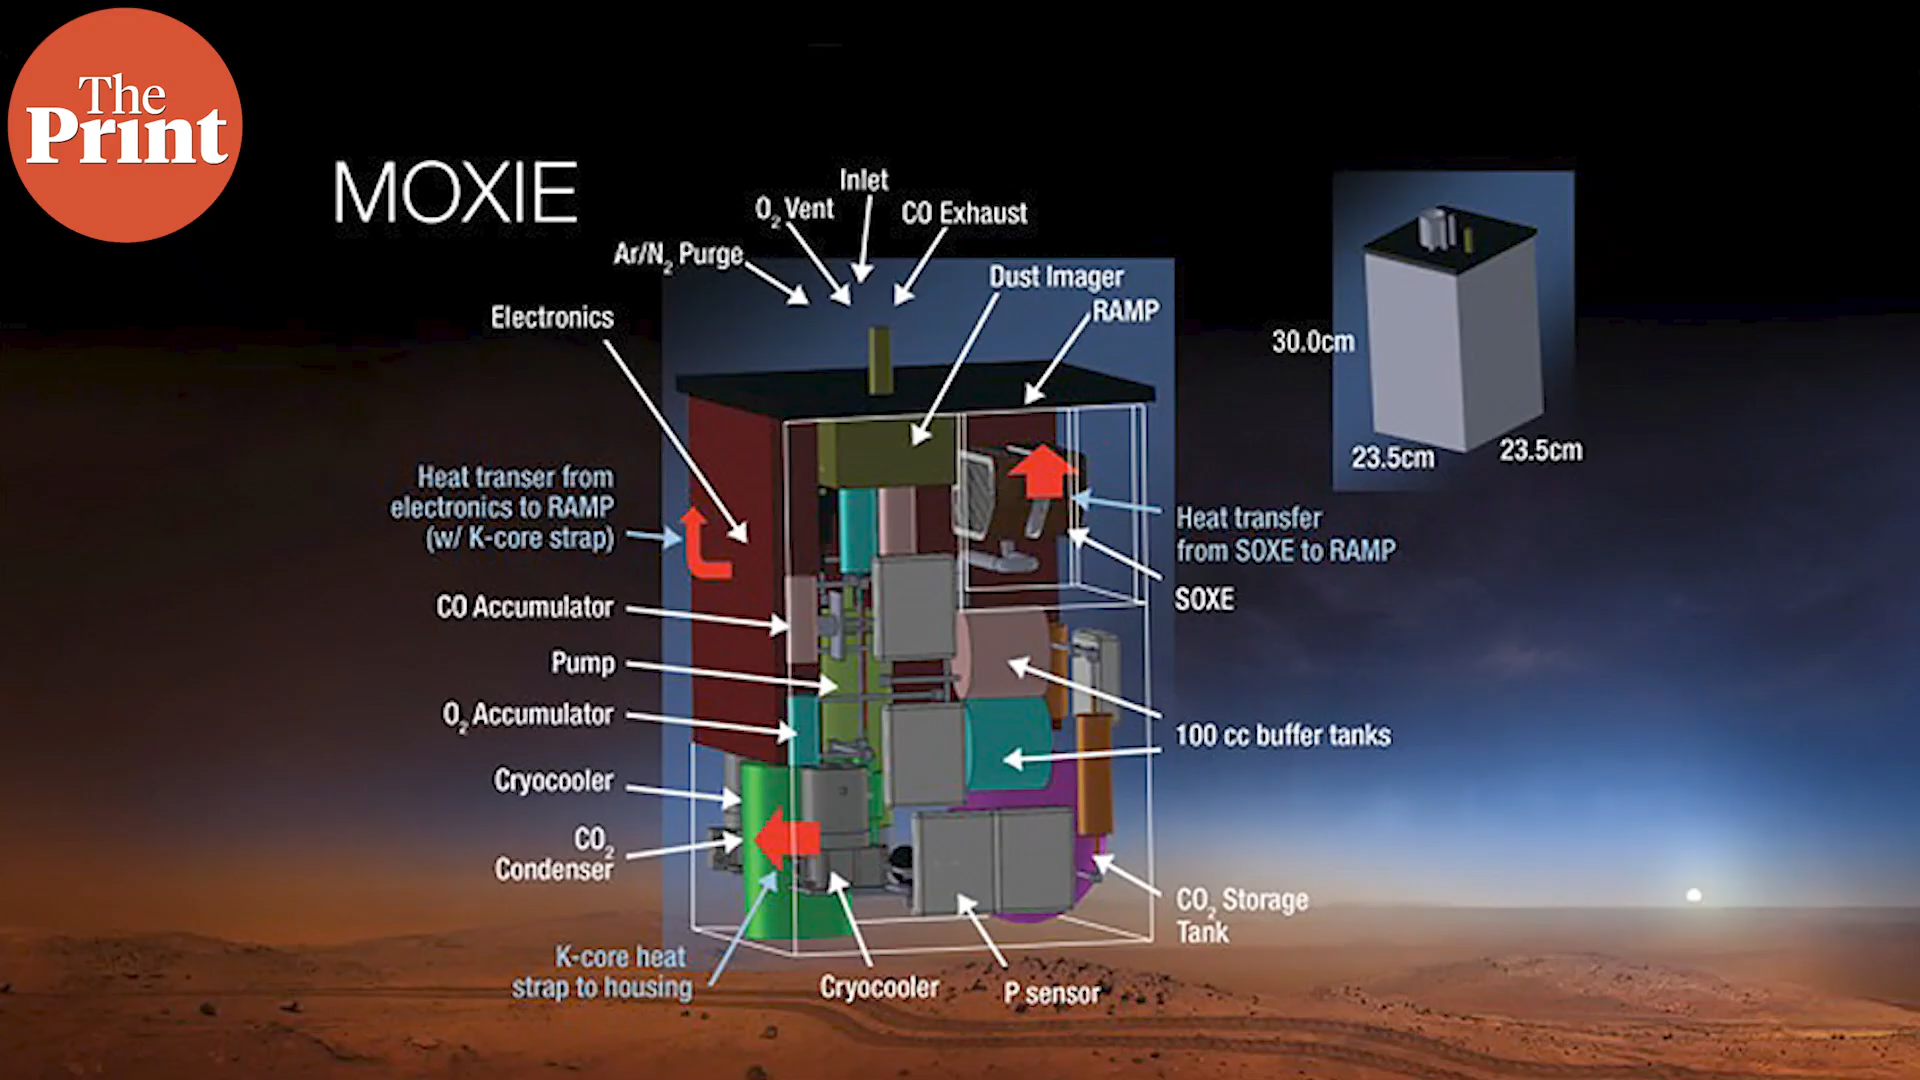 The
Print
MOXIE
Inlet
O₂ Vent
CO Exhaust
Ar/N₂ Purge
Dust Imager
RAMP
Electronics
30.0cm
23.5cm
23.5cm
Heat transer from
electronics to RAMP
(w/ K-core strap)
Heat transfer
from SOXE to RAMP
SOXE
CO Accumulator
Pump
O₂ Accumulator
100 cc buffer tanks
Cryocooler
CO₂
Condenser
CO₂ Storage
Tank
K-core heat
strap to housing
Cryocooler
P sensor